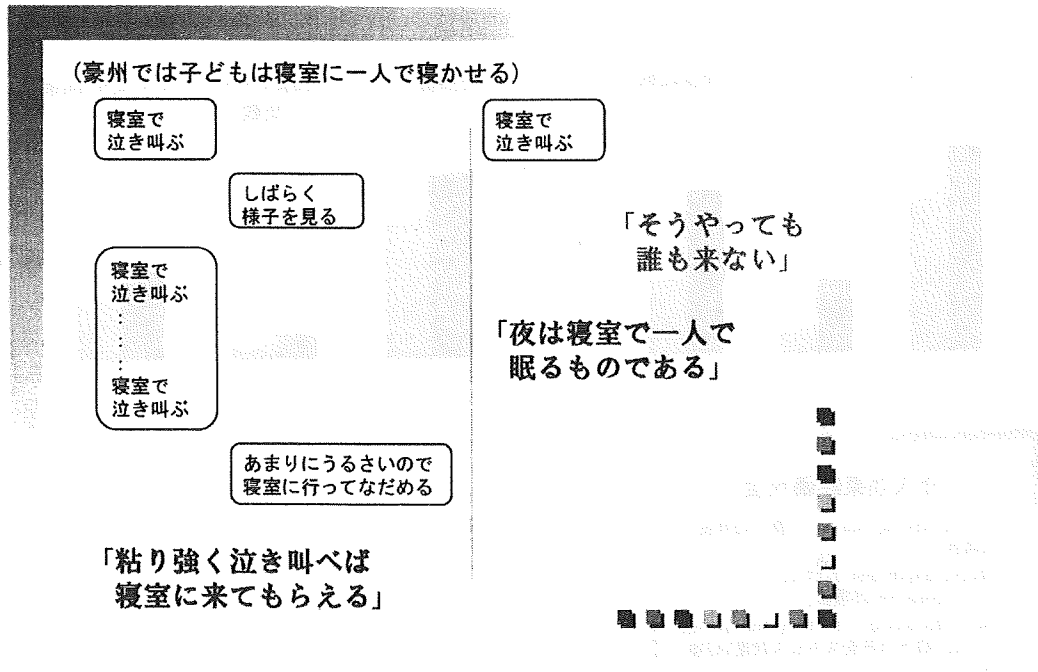 (豪州では子どもは寝室に一人で寝かせる)
寝室で
泣き叫ぶ
しばらく
様子を見る
寝室で
泣き叫ぶ
・
・
・
・
寝室で
泣き叫ぶ
あまりにうるさいので
寝室に行ってなだめる
「粘り強く泣き叫べば
寝室に来てもらえる」
寝室で
泣き叫ぶ
「そうやっても
誰も来ない」
「夜は寝室で一人で
眠るものである」